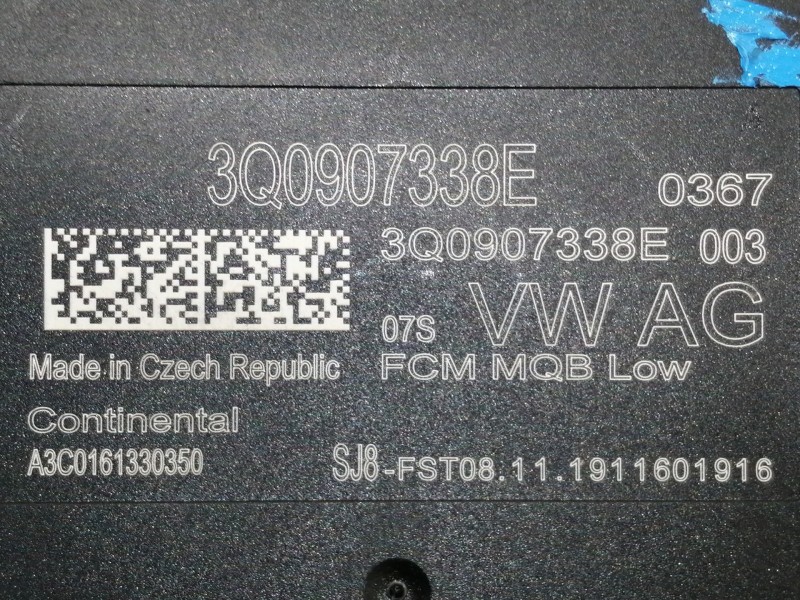 3Q0907338E 0367
3Q0907338E 003
07S VW AG
Made in Czech Republic FCM MQB Low
Continental
A3C0161330350 SJ8-FST08.11.1911601916